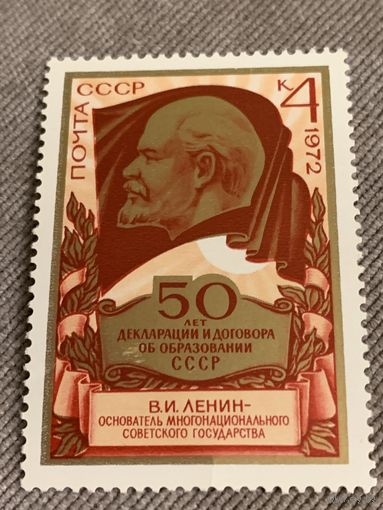 ПОЧТА СССР
К4
1972
50
ЛЕТ
ДЕКЛАРАЦИИ И ДОГОВОРА
ОБ ОБРАЗОВАНИИ
СССР
В.И. ЛЕНИН-
ОСНОВАТЕЛЬ МНОГОНАЦИОНАЛЬНОГО
СОВЕТСКОГО ГОСУДАРСТВА